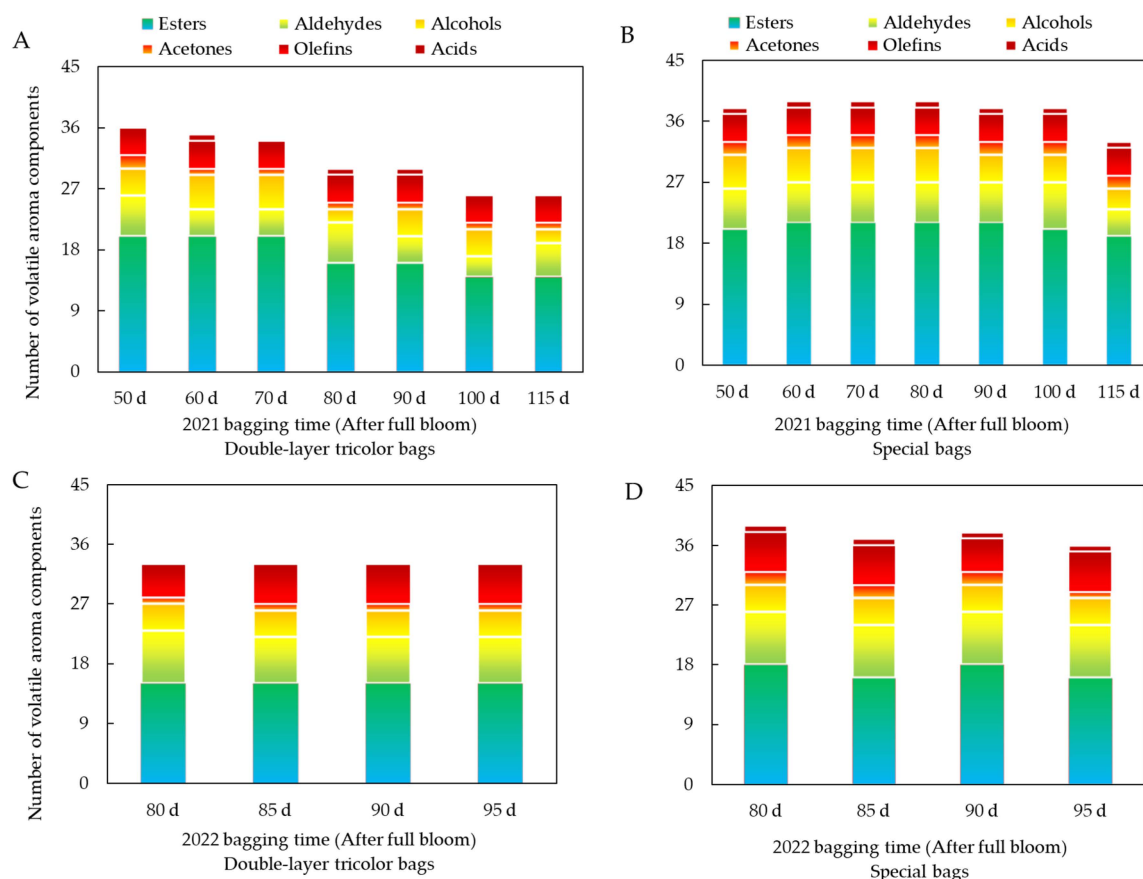 A
Esters Aldehydes Alcohols
Acetones Olefins Acids
Number of volatile aroma components
45
36
27
18
9
0
50 d 60 d 70 d 80 d 90 d 100 d 115 d
2021 bagging time (After full bloom)
Double-layer tricolor bags
B
Esters Aldehydes Alcohols
Acetones Olefins Acids
45
36
27
18
9
0
50 d 60 d 70 d 80 d 90 d 100 d 115 d
2021 bagging time (After full bloom)
Special bags
C
Number of volatile aroma components
45
36
27
18
9
0
80 d 85 d 90 d 95 d
2022 bagging time (After full bloom)
Double-layer tricolor bags
D
45
36
27
18
9
0
80 d 85 d 90 d 95 d
2022 bagging time (After full bloom)
Special bags